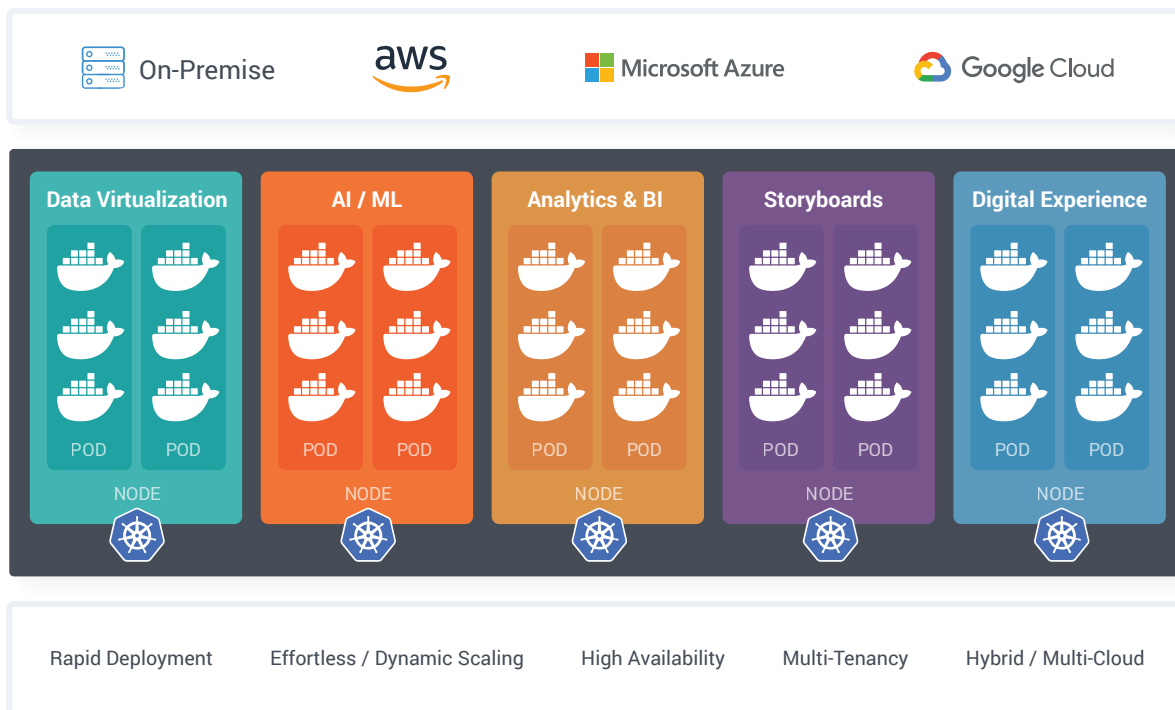 On-Premise
aws
Microsoft Azure
Google Cloud
Data Virtualization
AI / ML
Analytics & BI
Storyboards
Digital Experience
POD POD
POD POD
POD POD
POD POD
POD POD
NODE
NODE
NODE
NODE
NODE
Rapid Deployment
Effortless / Dynamic Scaling
High Availability
Multi-Tenancy
Hybrid / Multi-Cloud